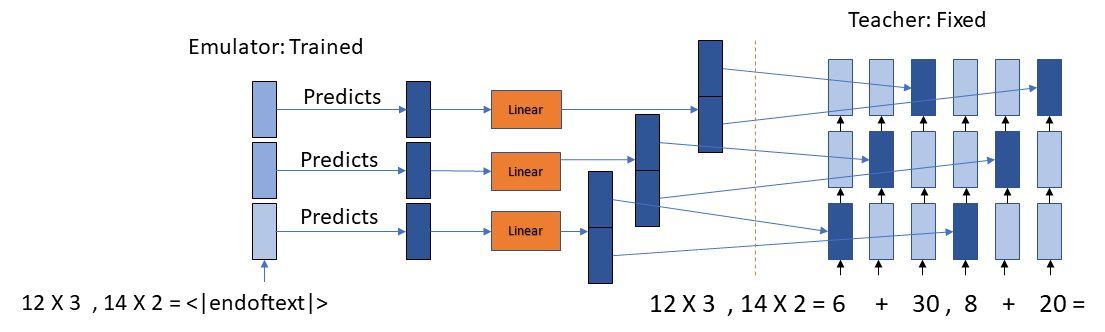 Teacher: Fixed
Emulator: Trained
Predicts
Linear
Predicts
Linear
Predicts
Linear
12 X 3 , 14 X 2 = <|endoftext|>
12 X 3 , 14 X 2 = 6 + 30 , 8 + 20 =